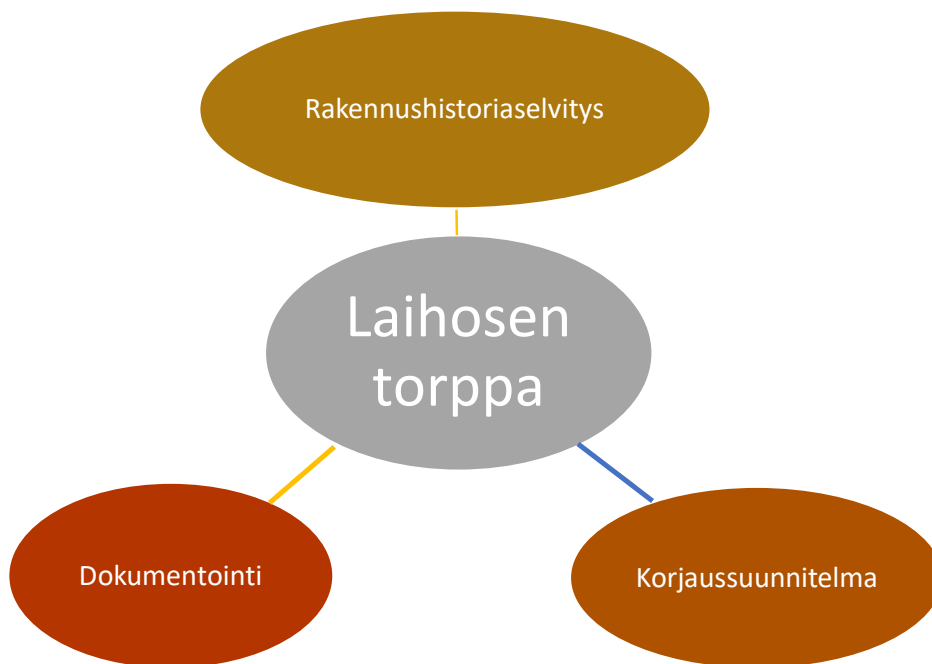 Rakennushistoriaselvitys
Laihosen
torppa
Dokumentointi
Korjaussuunnitelma